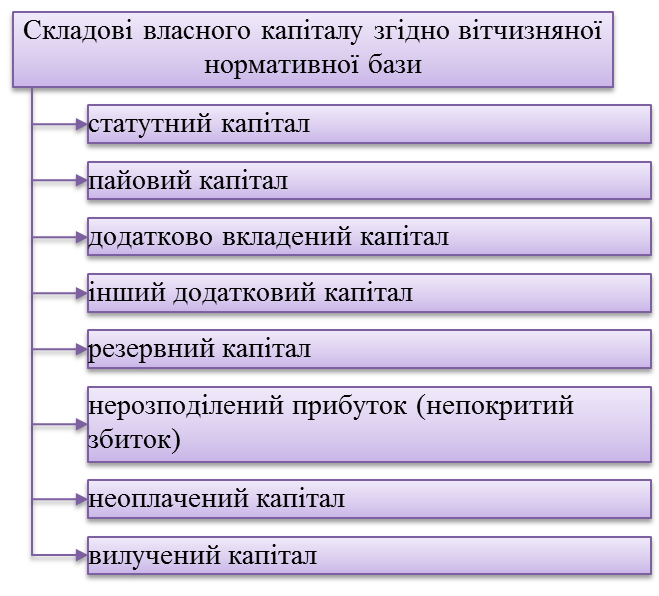 Складові власного капіталу згідно вітчизняної
нормативної бази
статутний капітал
пайовий капітал
додатково вкладений капітал
інший додатковий капітал
резервний капітал
нерозподілений прибуток (непокритий
збиток)
неоплачений капітал
вилучений капітал